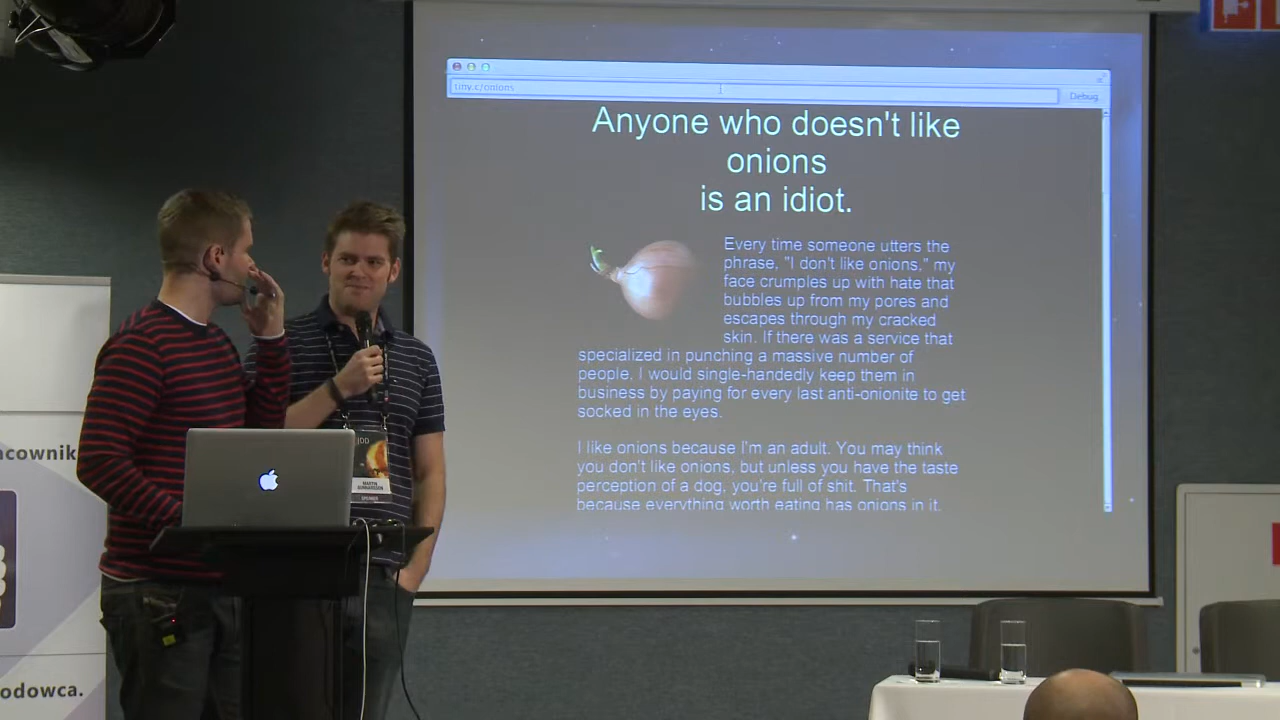 tiny.c/onions
Debug
Anyone who doesn't like
onions
is an idiot.
Every time someone utters the
phrase, "I don't like onions," my
face crumples up with hate that
bubbles up from my pores and
escapes through my cracked
skin. If there was a service that
specialized in punching a massive number of
people. I would single-handedly keep them in
business by paying for every last anti-onionite to get
socked in the eyes.
I like onions because I'm an adult. You may think
you don't like onions, but unless you have the taste
perception of a dog, you're full of shit. That's
because everything worth eating has onions in it.
JDD
MARTIN
GUNNARSSON
SPEAKER
acownik
odowca.